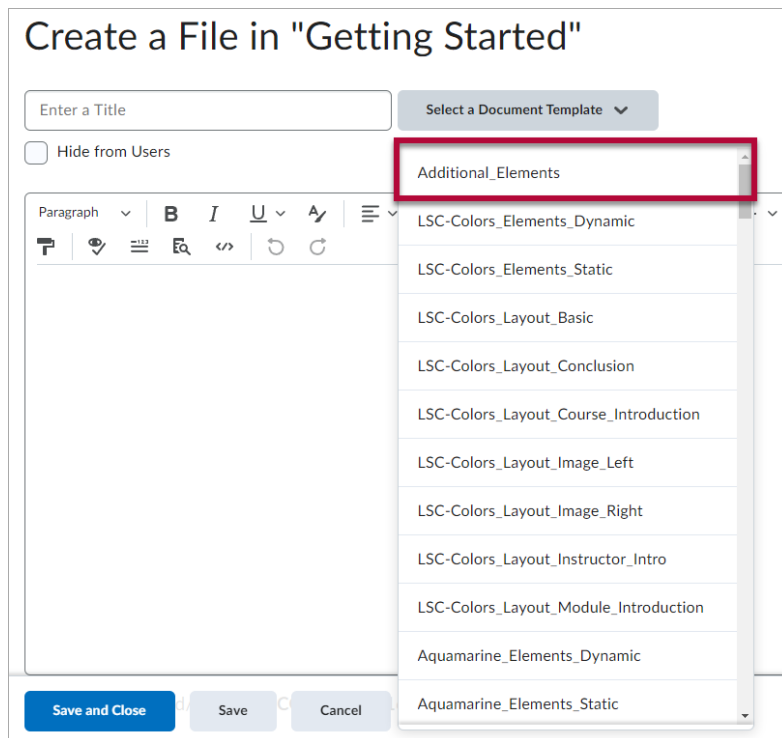 Create a File in "Getting Started"
Enter a Title
Select a Document Template
Hide from Users
Additional_Elements
Paragraph
B I U A
LSC-Colors_Elements_Dynamic
LSC-Colors_Elements_Static
LSC-Colors_Layout_Basic
LSC-Colors_Layout_Conclusion
LSC-Colors_Layout_Course_Introduction
LSC-Colors_Layout_Image_Left
LSC-Colors_Layout_Image_Right
LSC-Colors_Layout_Instructor_Intro
LSC-Colors_Layout_Module_Introduction
Aquamarine_Elements_Dynamic
Aquamarine_Elements_Static
Save and Close
Save
Cancel